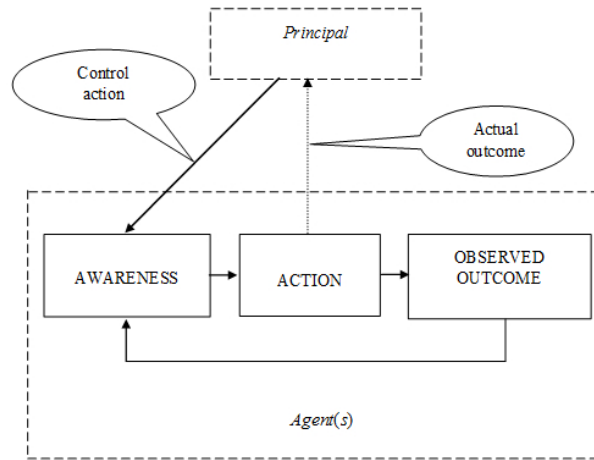 Principal
Control
action
Actual
outcome
AWARENESS
ACTION
OBSERVED
OUTCOME
Agent(s)